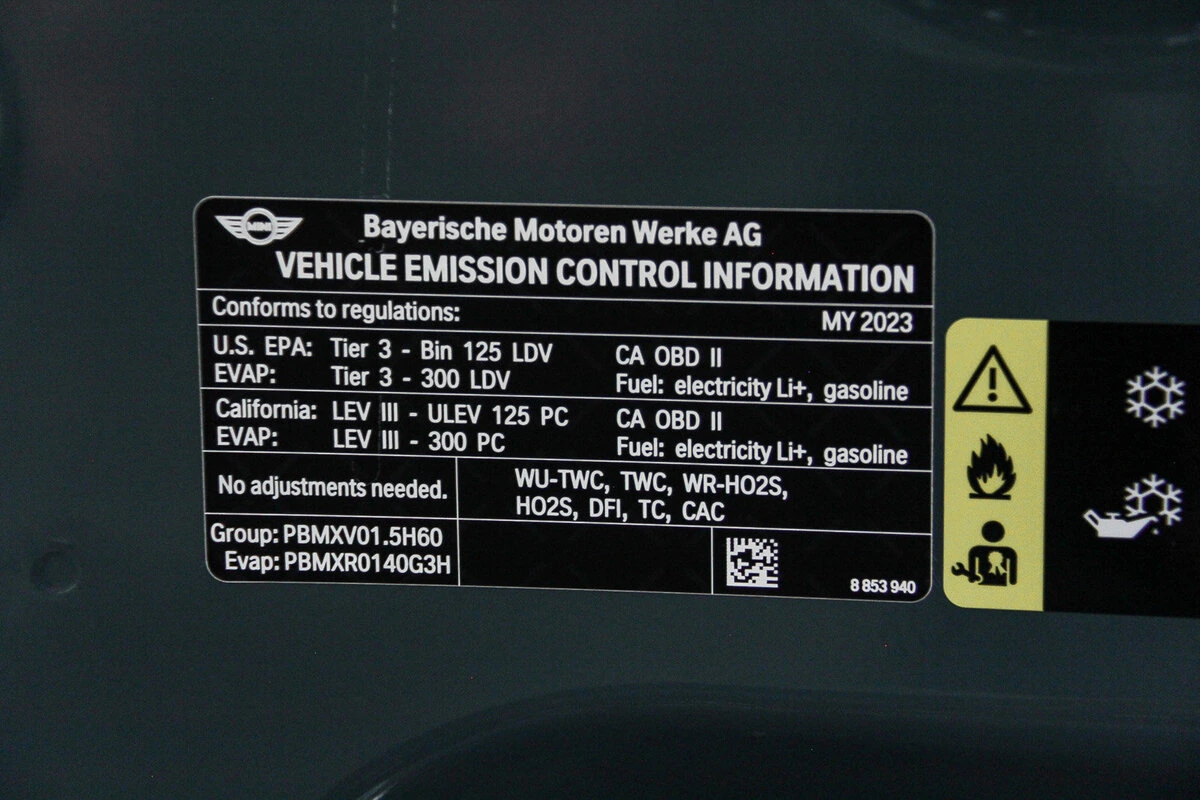 MINI
Bayerische Motoren Werke AG
VEHICLE EMISSION CONTROL INFORMATION
Conforms to regulations: MY 2023
U.S. EPA: Tier 3 - Bin 125 LDV CA OBD II
EVAP: Tier 3 - 300 LDV Fuel: electricity Li+, gasoline
California: LEV III - ULEV 125 PC CA OBD II
EVAP: LEV III - 300 PC Fuel: electricity Li+, gasoline
No adjustments needed.
WU-TWC, TWC, WR-HO2S,
HO2S, DFI, TC, CAC
Group: PBMXV01.5H60
Evap: PBMXR0140G3H
8 853 940